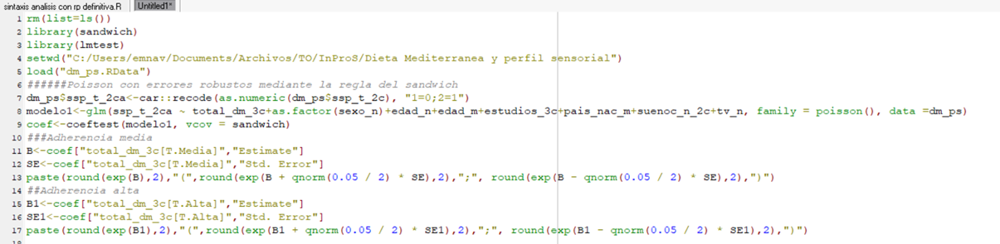 sintaxis analisis con rp definitiva.R Untitled1*
1 rm(list=ls())
2 library(sandwich)
3 library(lmtest)
4 setwd("C:/Users/emnav/Documents/Archivos/TO/InProS/Dieta Mediterranea y perfil sensorial")
5 load("dm_ps.RData")
6 ######Poisson con errores robustos mediante la regla del sandwich
7 dm_ps$ssp_t_2ca<-car::recode(as.numeric(dm_ps$ssp_t_2c), "1=0;2=1")
8 modelo1<-glm(ssp_t_2ca ~ total_dm_3c+as.factor(sexo_n)+edad_n+edad_m+estudios_3c+pais_nac_m+suenoc_n_2c+tv_n, family = poisson(), data =dm_ps)
9 coef<-coeftest(modelo1, vcov = sandwich)
10 ###Adherencia media
11 B<-coef["total_dm_3c[T.Media]","Estimate"]
12 SE<-coef["total_dm_3c[T.Media]","Std. Error"]
13 paste(round(exp(B),2),"(",round(exp(B + qnorm(0.05 / 2) * SE),2),";", round(exp(B - qnorm(0.05 / 2) * SE),2),")")
14 ##Adherencia alta
15 B1<-coef["total_dm_3c[T.Alta]","Estimate"]
16 SE1<-coef["total_dm_3c[T.Alta]","Std. Error"]
17 paste(round(exp(B1),2),"(",round(exp(B1 + qnorm(0.05 / 2) * SE1),2),";", round(exp(B1 - qnorm(0.05 / 2) * SE1),2),")")
18